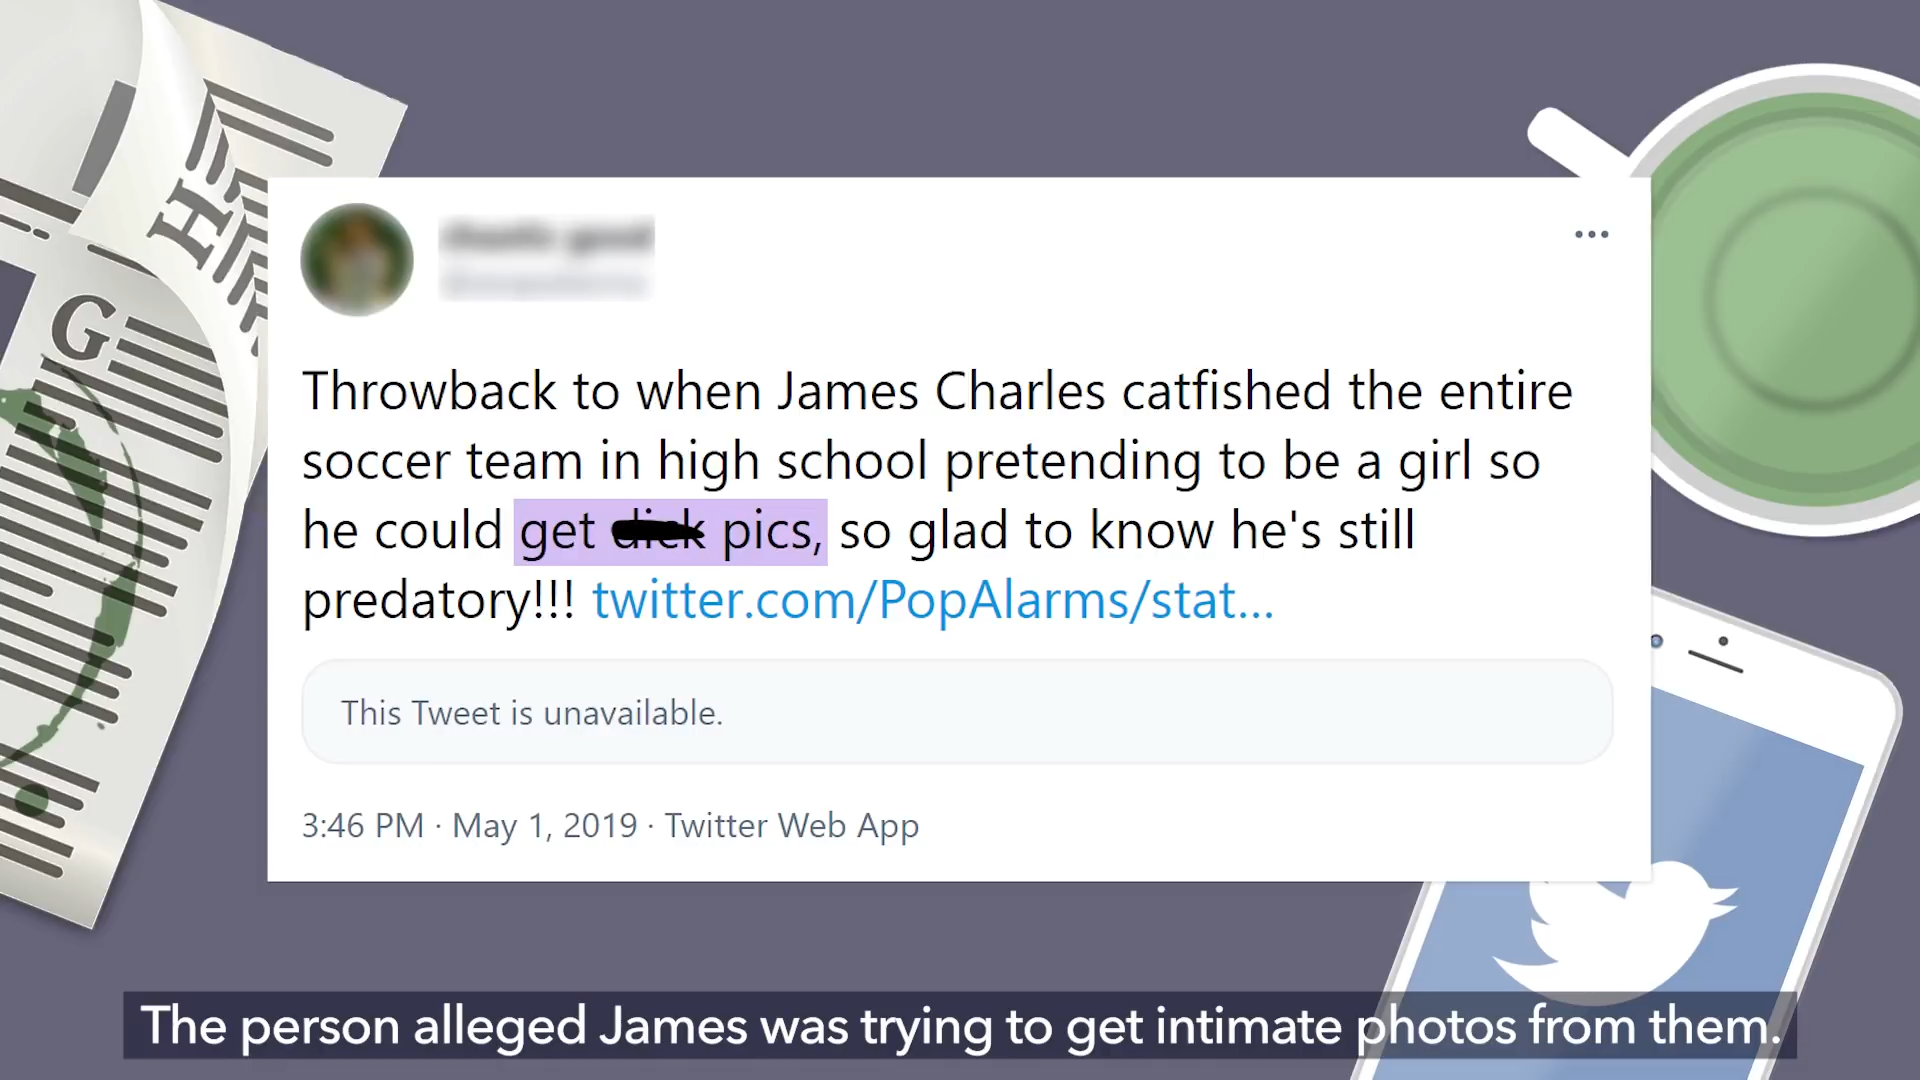 H
G
Throwback to when James Charles catfished the entire
soccer team in high school pretending to be a girl so
he could get dick pics, so glad to know he's still
predatory!!! twitter.com/PopAlarms/stat...
This Tweet is unavailable.
3:46 PM · May 1, 2019 · Twitter Web App
The person alleged James was trying to get intimate photos from them.